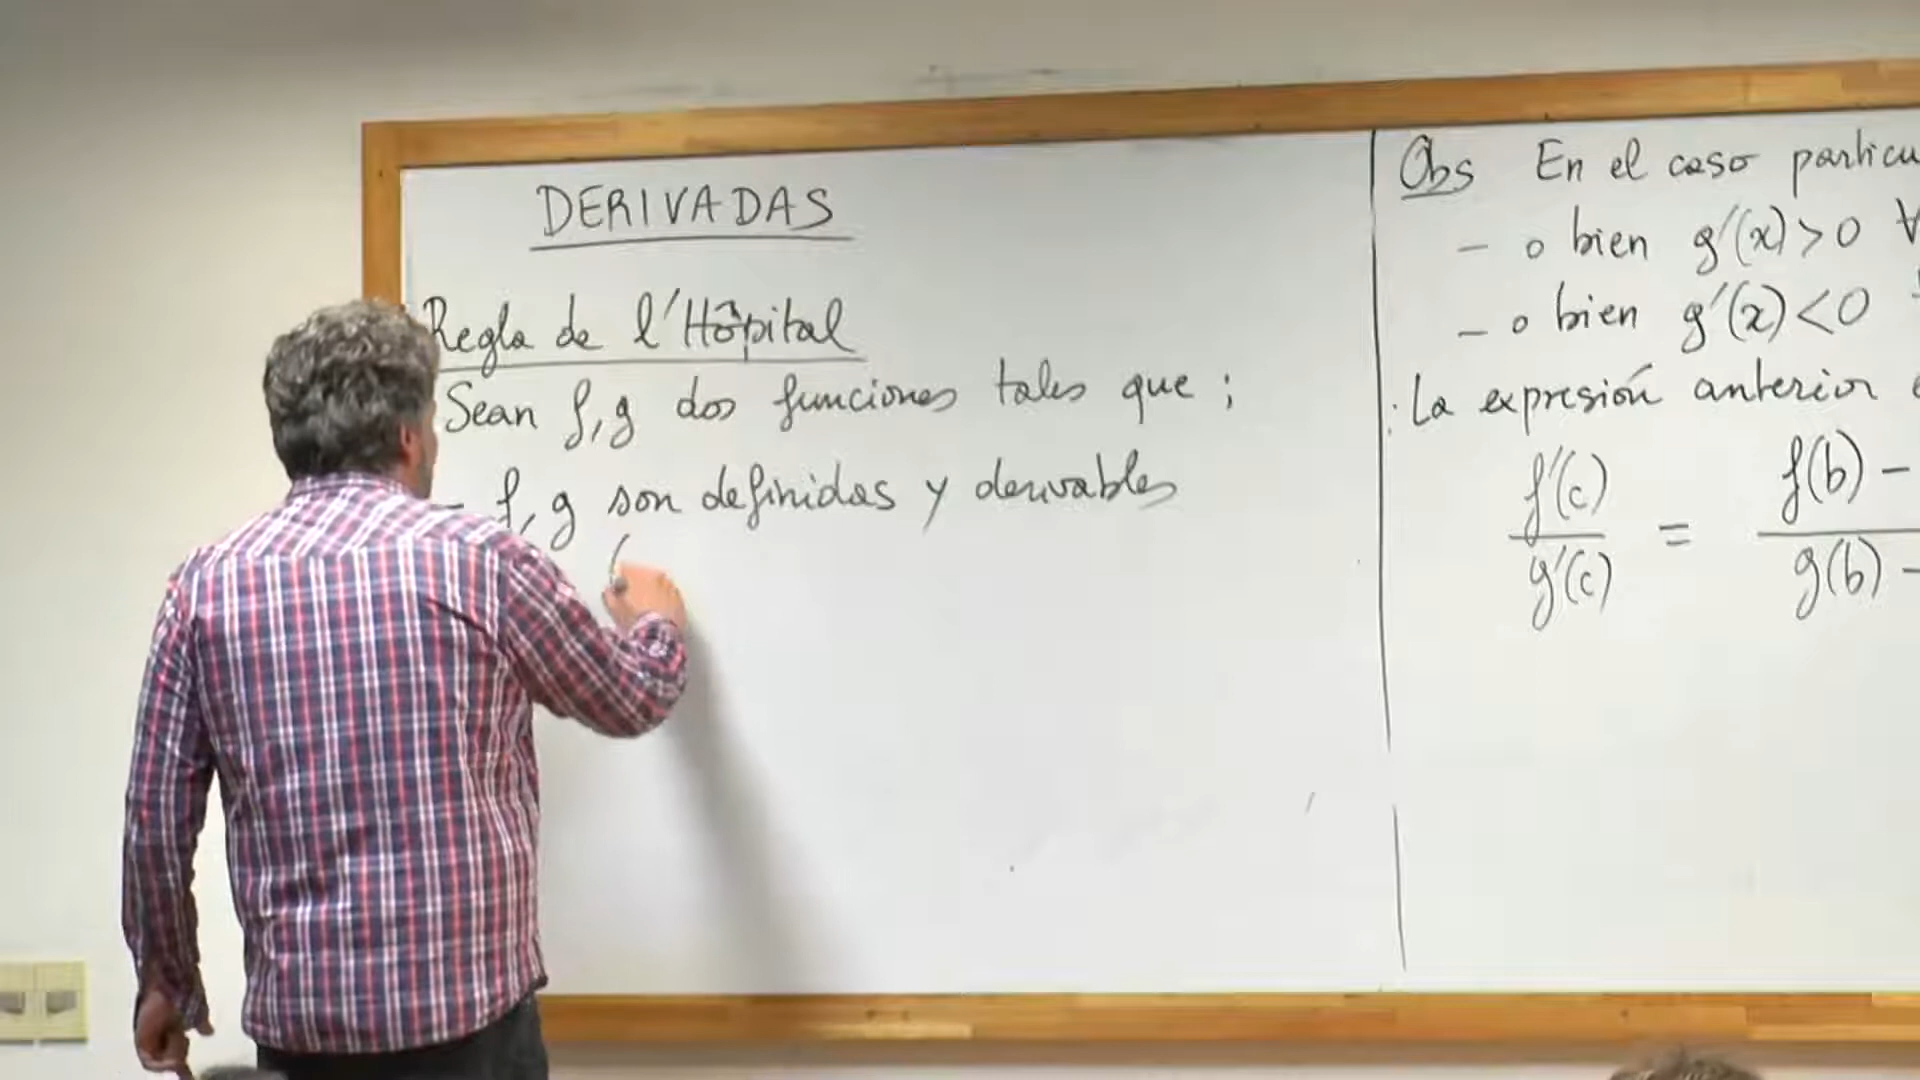 DERIVADAS
Regla de l'Hôpital
Sean f, g dos funciones tales que ;
- f, g son definidas y derivables
(
Obs En el caso
- o bien g'(x) > 0 ∀
- o bien g'(x) < 0
La expresión anterior
f'(c)/g'(c) = f(b) - / g(b) -